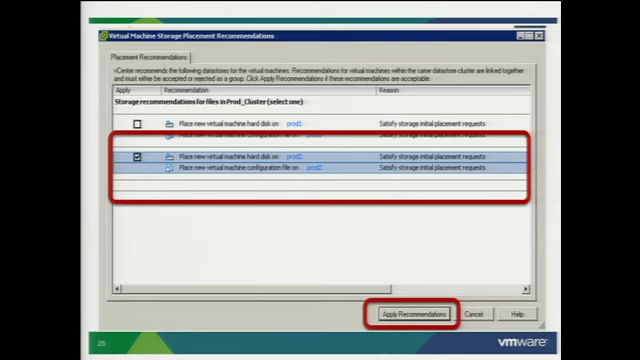 Virtual Machine Storage Placement Recommendations
Placement Recommendations
vCenter recommends the following datastores for the virtual machines. Recommendations for virtual machines within the same datastore cluster are linked together
and must either be accepted or rejected as a group. Click Apply Recommendations if these recommendations are acceptable.
Apply Recommendation Reason
Storage recommendations for files in Prod_Cluster (select one)
Place new virtual machine hard disk on prod1 Satisfy storage initial placement requests
Place new virtual machine configuration file on prod1 Satisfy storage initial placement requests
Place new virtual machine hard disk on prod2 Satisfy storage initial placement requests
Place new virtual machine configuration file on prod2 Satisfy storage initial placement requests
Apply Recommendations Cancel Help
25 vmware